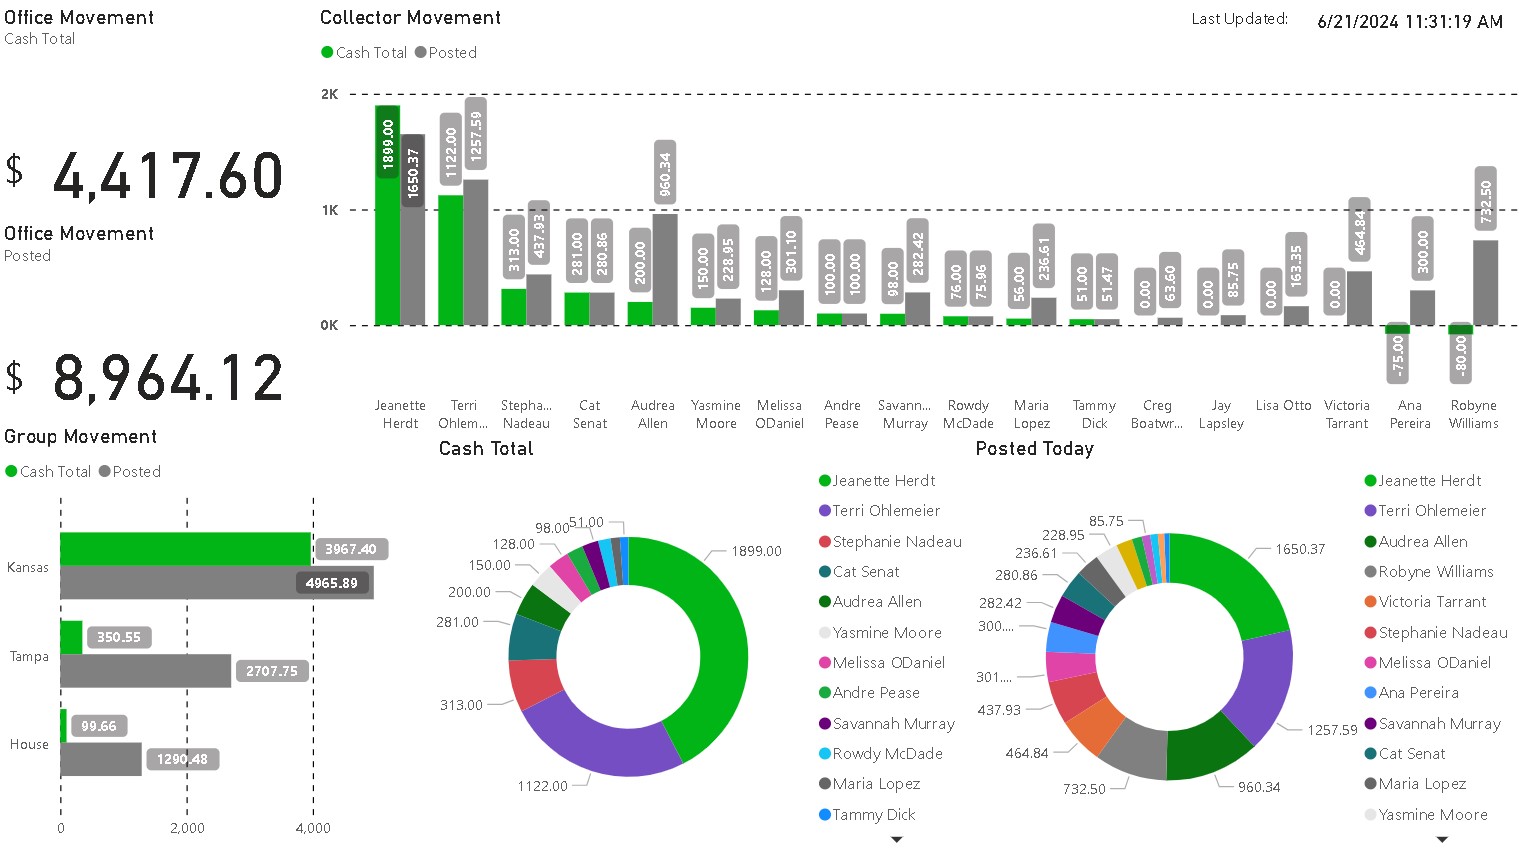 Office Movement
Cash Total
$ 4,417.60
Office Movement
Posted
$ 8,964.12
Collector Movement
Cash Total Posted
Last Updated: 6/21/2024 11:31:19 AM
2K
1K
0K
1899.00 1650.37 1122.00 1257.59 313.00 437.93 281.00 280.86 200.00 960.34 150.00 228.95 128.00 301.10 100.00 100.00 98.00 282.42 76.00 75.96 56.00 236.61 51.00 51.47 0.00 63.60 0.00 85.75 0.00 163.35 0.00 464.84 -75.00 300.00 -80.00 732.50
Jeanette Terri Stepha... Cat Audrea Yasmine Melissa Andre Savann... Rowdy Maria Tammy Creg Jay Lisa Otto Victoria Ana Robyne
Herdt Ohlem... Nadeau Senat Allen Moore ODaniel Pease Murray McDade Lopez Dick Boatwr... Lapsley Tarrant Pereira Williams
Group Movement
Cash Total Posted
Kansas
3967.40
4965.89
Tampa
350.55
2707.75
House
99.66
1290.48
0 2,000 4,000
Cash Total
1899.00
1122.00
313.00
281.00
200.00
150.00
128.00
98.00
51.00
Jeanette Herdt
Terri Ohlemeier
Stephanie Nadeau
Cat Senat
Audrea Allen
Yasmine Moore
Melissa ODaniel
Andre Pease
Savannah Murray
Rowdy McDade
Maria Lopez
Tammy Dick
Posted Today
1650.37
1257.59
960.34
732.50
464.84
437.93
301....
300....
282.42
280.86
236.61
228.95
85.75
Jeanette Herdt
Terri Ohlemeier
Audrea Allen
Robyne Williams
Victoria Tarrant
Stephanie Nadeau
Melissa ODaniel
Ana Pereira
Savannah Murray
Cat Senat
Maria Lopez
Yasmine Moore